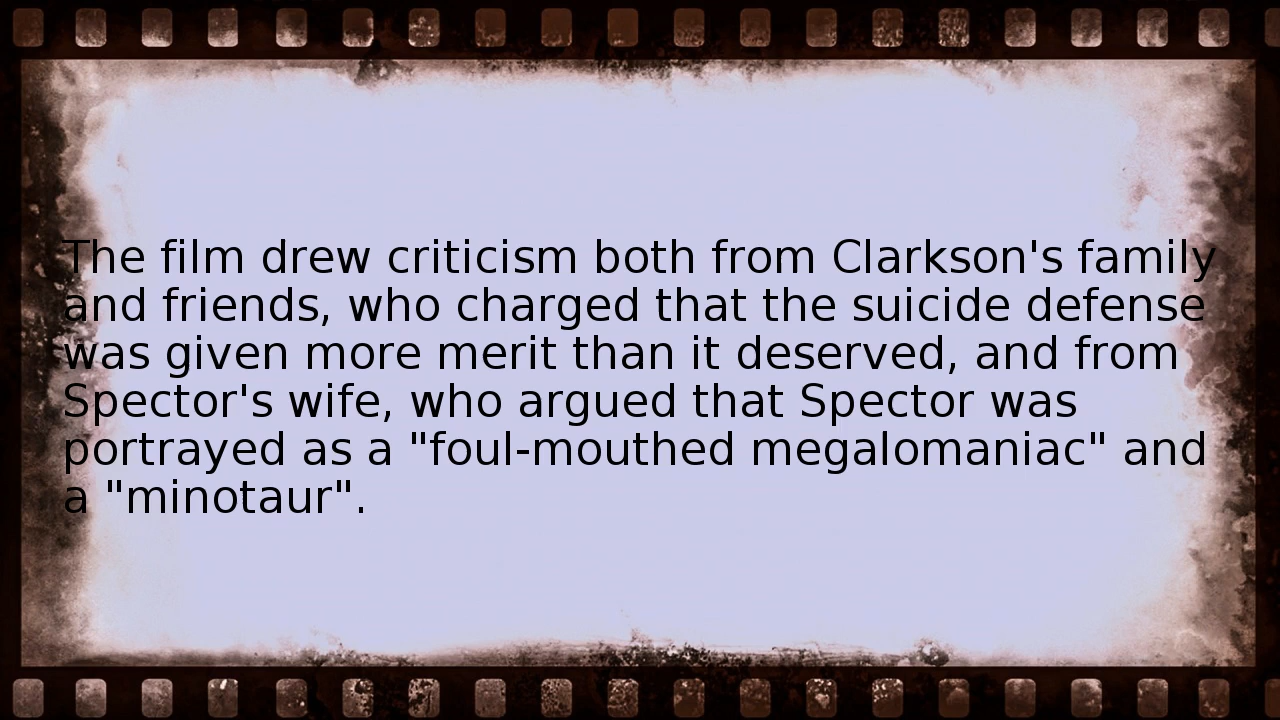 The film drew criticism both from Clarkson's family
and friends, who charged that the suicide defense
was given more merit than it deserved, and from
Spector's wife, who argued that Spector was
portrayed as a "foul-mouthed megalomaniac" and
a "minotaur".